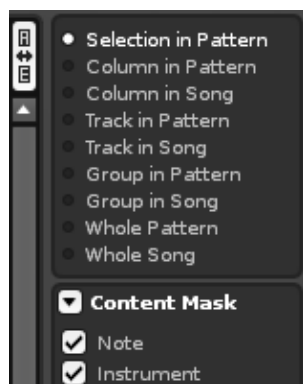 A
E
Selection in Pattern
Column in Pattern
Column in Song
Track in Pattern
Track in Song
Group in Pattern
Group in Song
Whole Pattern
Whole Song
Content Mask
Note
Instrument